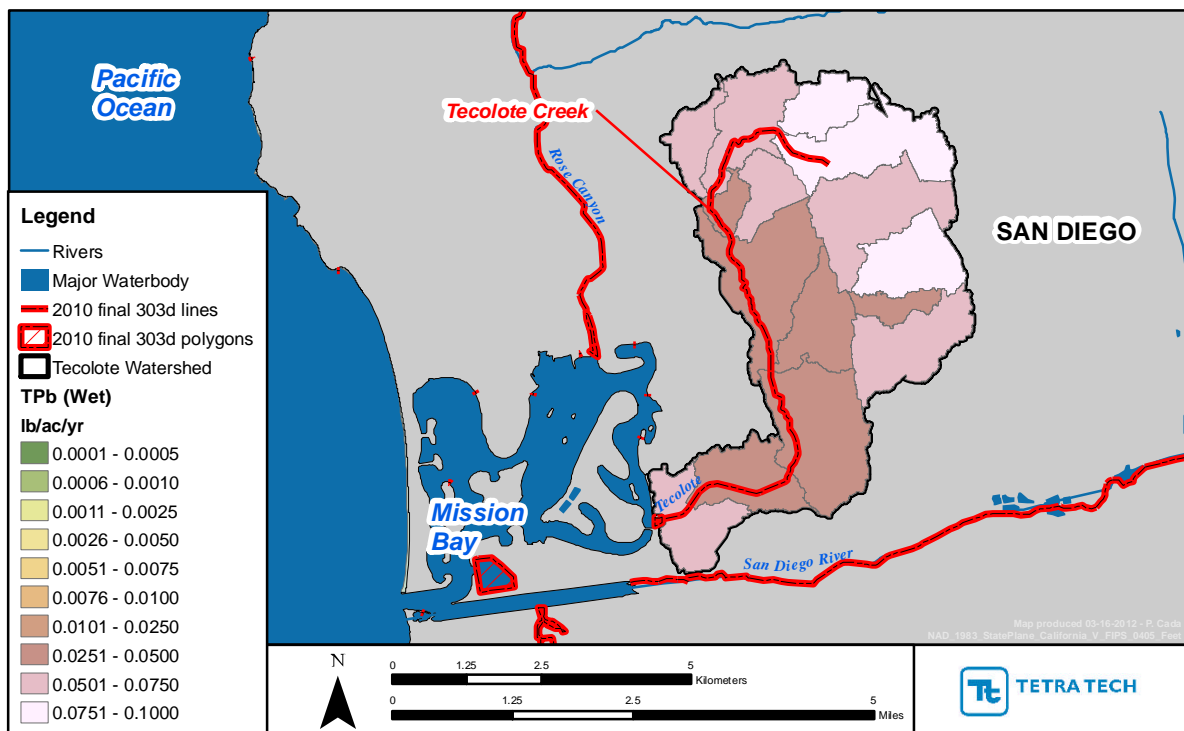 Pacific
Ocean
Tecolote Creek
Rose Canyon
SAN DIEGO
Mission
Bay
Tecolote
San Diego River
Legend
Rivers
Major Waterbody
2010 final 303d lines
2010 final 303d polygons
Tecolote Watershed
TPb (Wet)
lb/ac/yr
0.0001 - 0.0005
0.0006 - 0.0010
0.0011 - 0.0025
0.0026 - 0.0050
0.0051 - 0.0075
0.0076 - 0.0100
0.0101 - 0.0250
0.0251 - 0.0500
0.0501 - 0.0750
0.0751 - 0.1000
Map produced 03-16-2012 - P. Cada
NAD_1983_StatePlane_California_V_FIPS_0405_Feet
N
0 1.25 2.5 5
Kilometers
0 1.25 2.5 5
Miles
Tt TETRA TECH